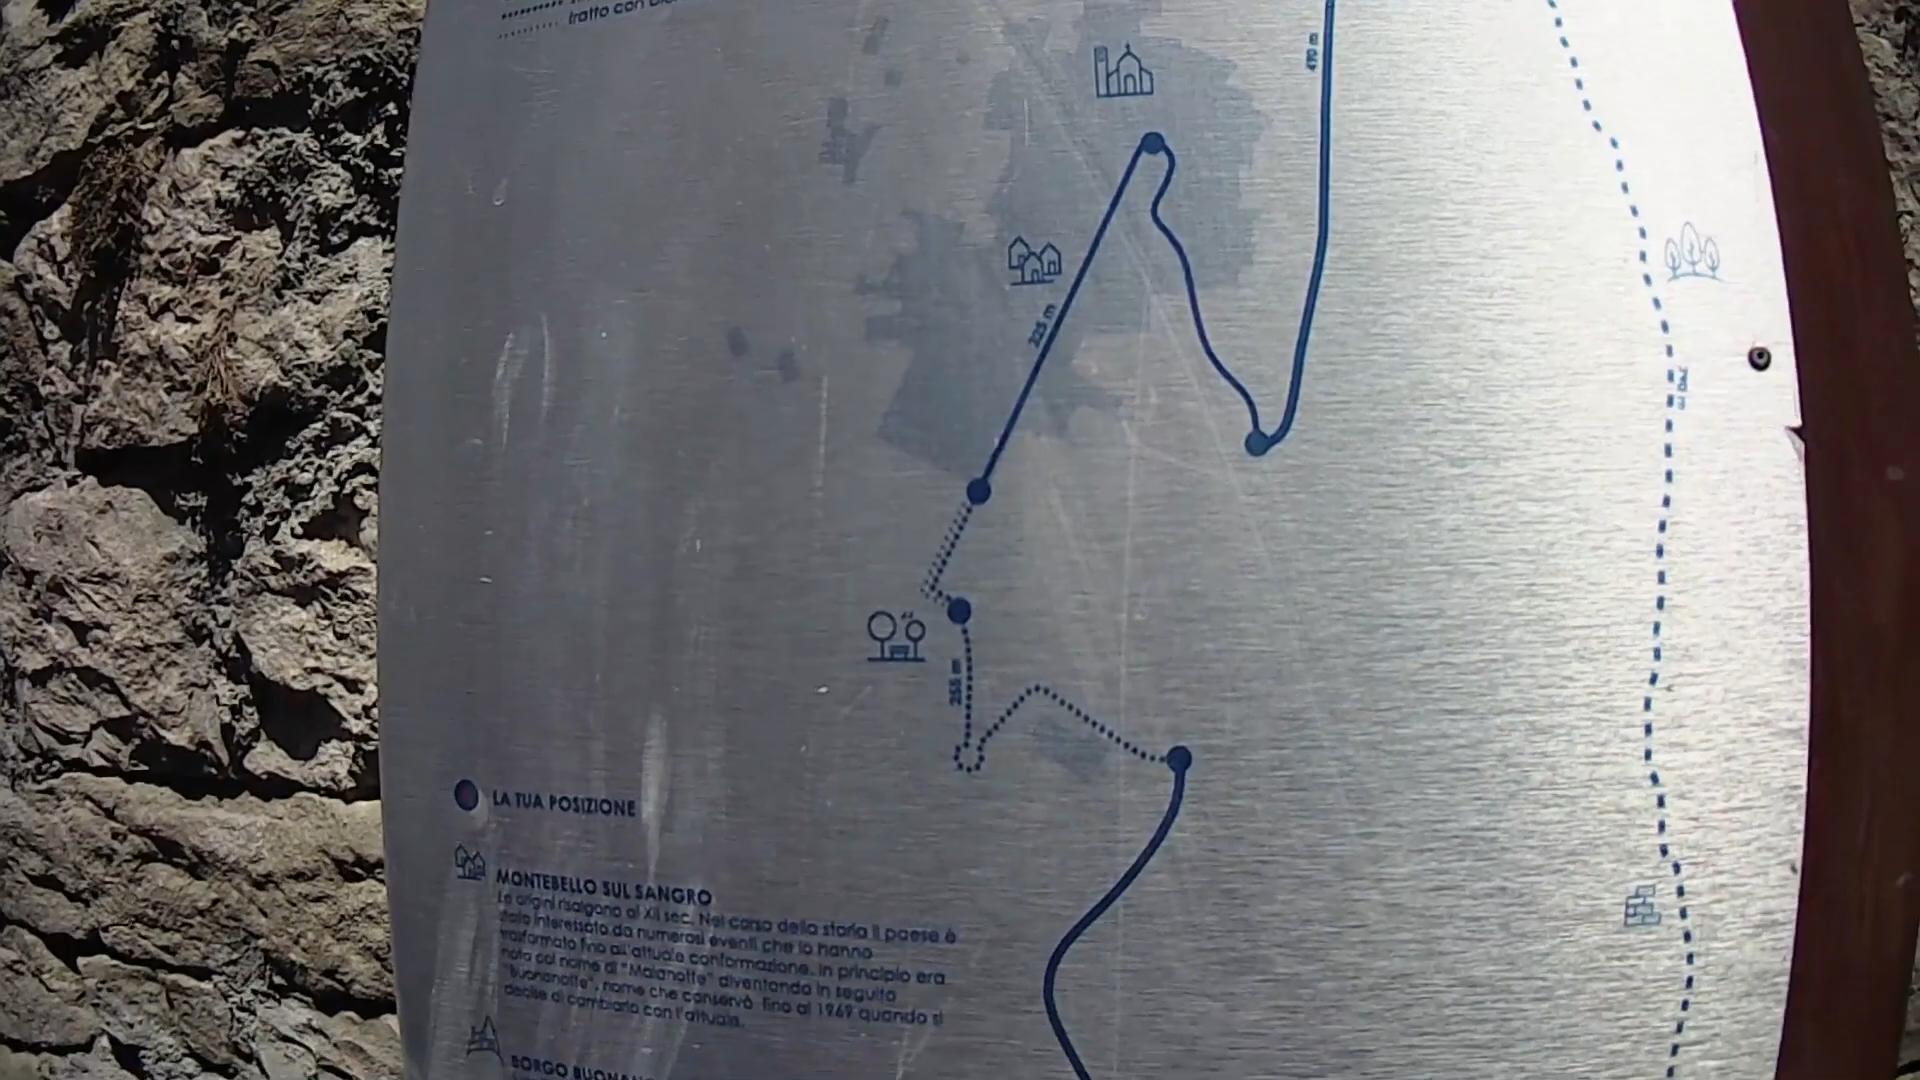 tratto con
490 m
225 m
255 m
LA TUA POSIZIONE
MONTEBELLO SUL SANGRO
Le origini risalgono al XII sec. Nel corso della storia il paese è
stato interessato da numerosi eventi che lo hanno
trasformato fino all'attuale conformazione. In principio era
noto col nome di "Malanotte" diventando in seguito
"Buonanotte", nome che conservò fino al 1969 quando si
decise di cambiarlo con l'attuale.
BORGO